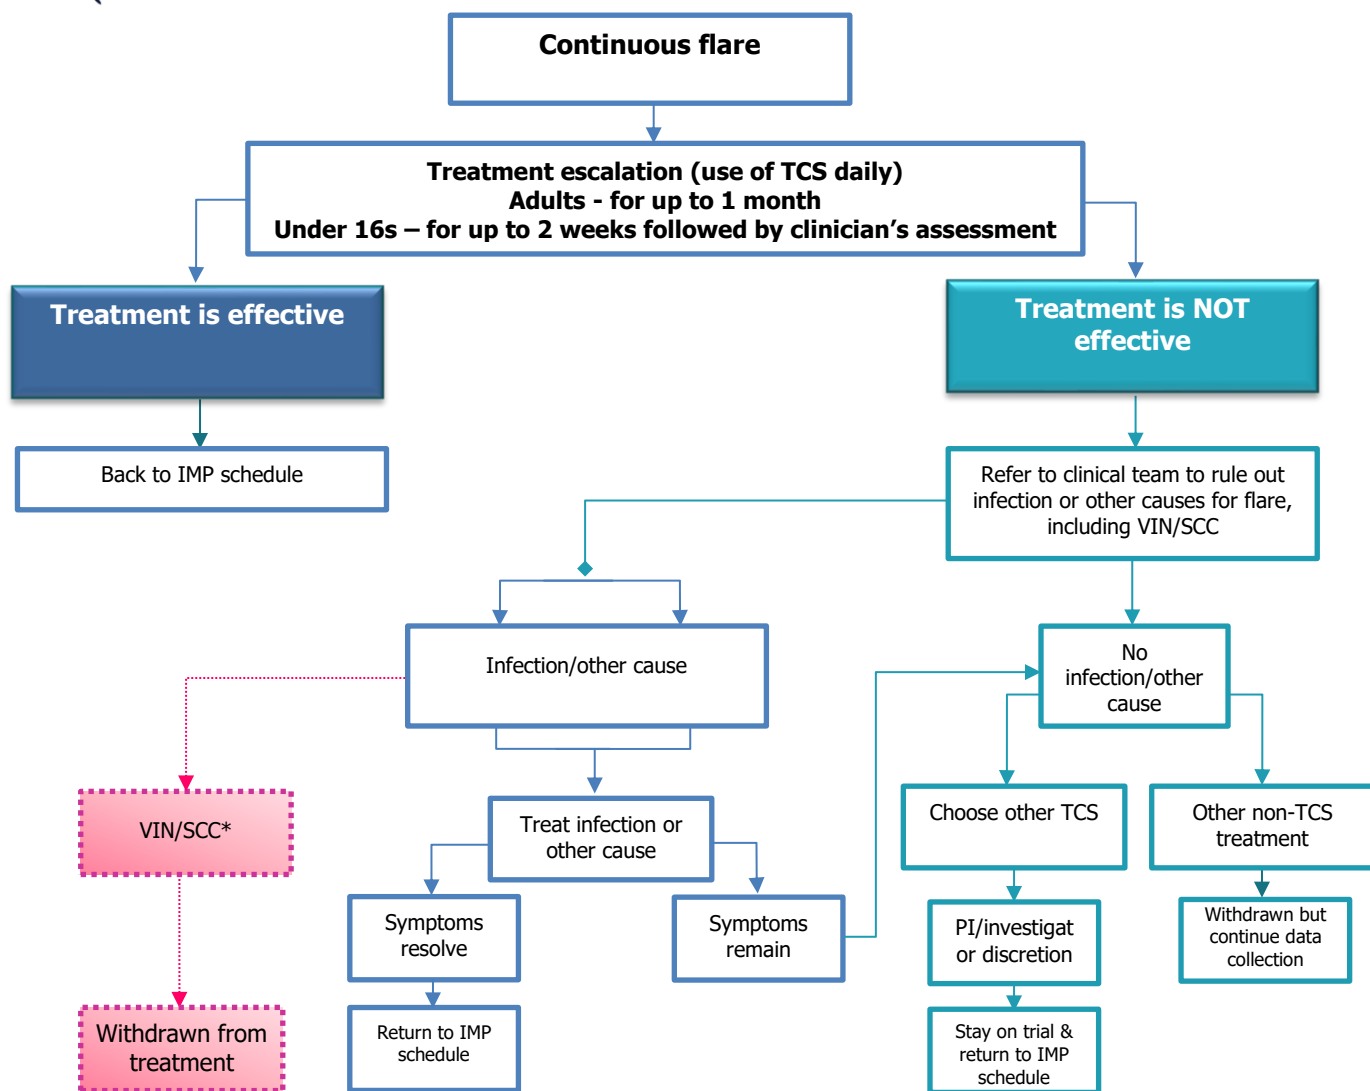 Continuous flare
Treatment escalation (use of TCS daily)
Adults - for up to 1 month
Under 16s – for up to 2 weeks followed by clinician's assessment
Treatment is effective
Treatment is NOT
effective
Back to IMP schedule
Refer to clinical team to rule out
infection or other causes for flare,
including VIN/SCC
Infection/other cause
No
infection/other
cause
VIN/SCC*
Treat infection or
other cause
Choose other TCS
Other non-TCS
treatment
Symptoms
resolve
Symptoms
remain
PI/investigat
or discretion
Withdrawn but
continue data
collection
Withdrawn from
treatment
Return to IMP
schedule
Stay on trial &
return to IMP
schedule